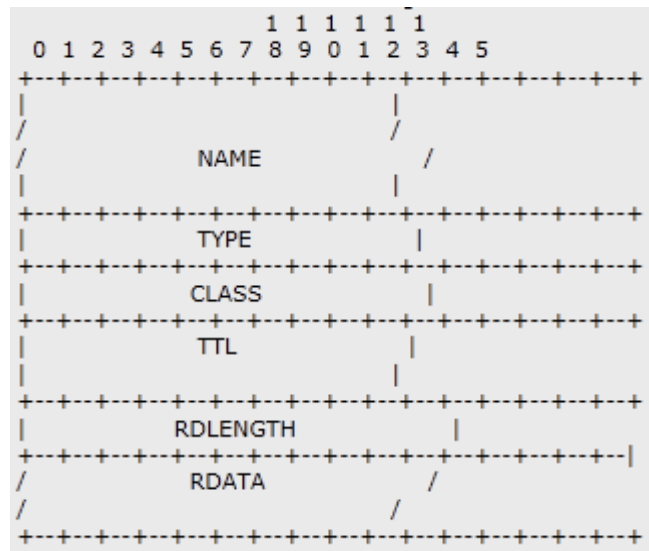 1 1 1 1 1 1
0 1 2 3 4 5 6 7 8 9 0 1 2 3 4 5
+--+--+--+--+--+--+--+--+--+--+--+--+--+--+--+--+
| |
/ /
/ NAME /
| |
+--+--+--+--+--+--+--+--+--+--+--+--+--+--+--+--+
| TYPE |
+--+--+--+--+--+--+--+--+--+--+--+--+--+--+--+--+
| CLASS |
+--+--+--+--+--+--+--+--+--+--+--+--+--+--+--+--+
| TTL |
| |
+--+--+--+--+--+--+--+--+--+--+--+--+--+--+--+--+
| RDLENGTH |
+--+--+--+--+--+--+--+--+--+--+--+--+--+--+--+--|
/ RDATA /
/ /
+--+--+--+--+--+--+--+--+--+--+--+--+--+--+--+--+